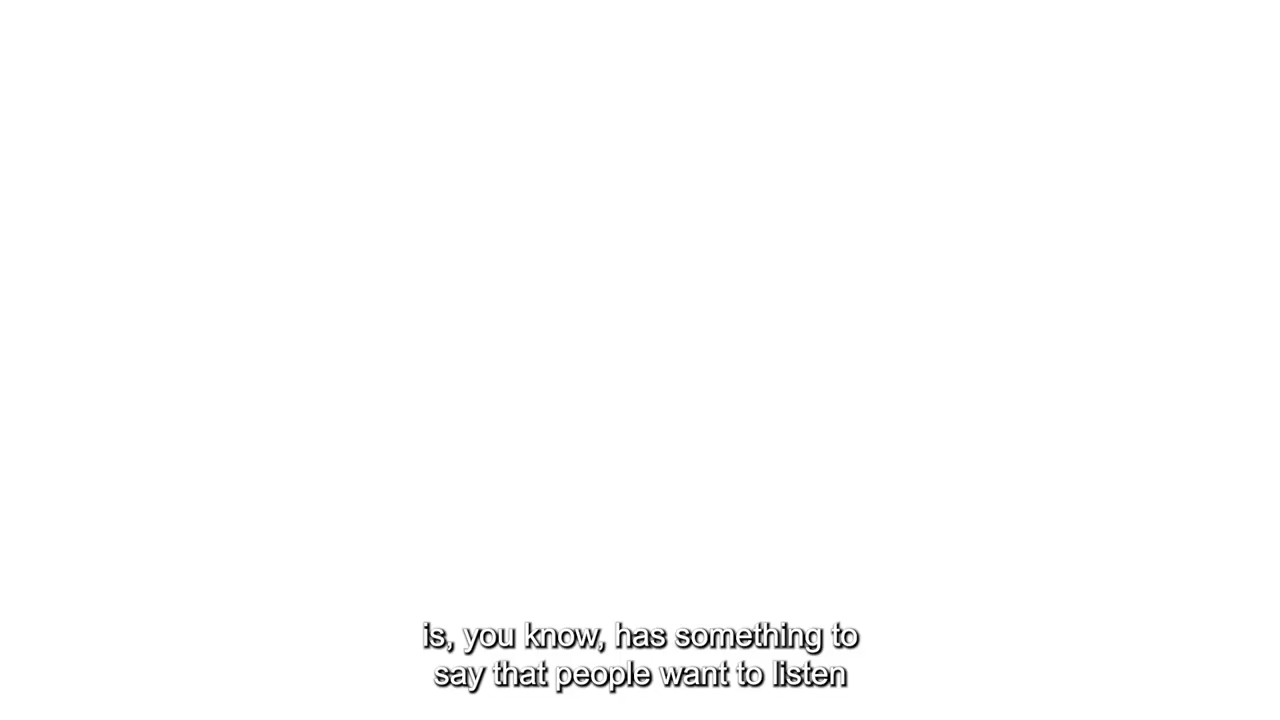 is, you know, has something to
say that people want to listen